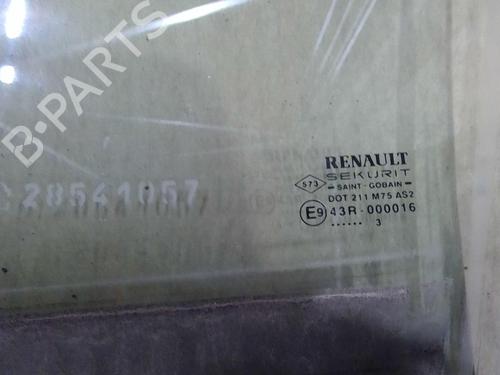 B-PARTS
28541057
RENAULT
573
SEKURIT
SAINT-GOBAIN
DOT 211 M75 AS2
E9 43R-000016
...... 3